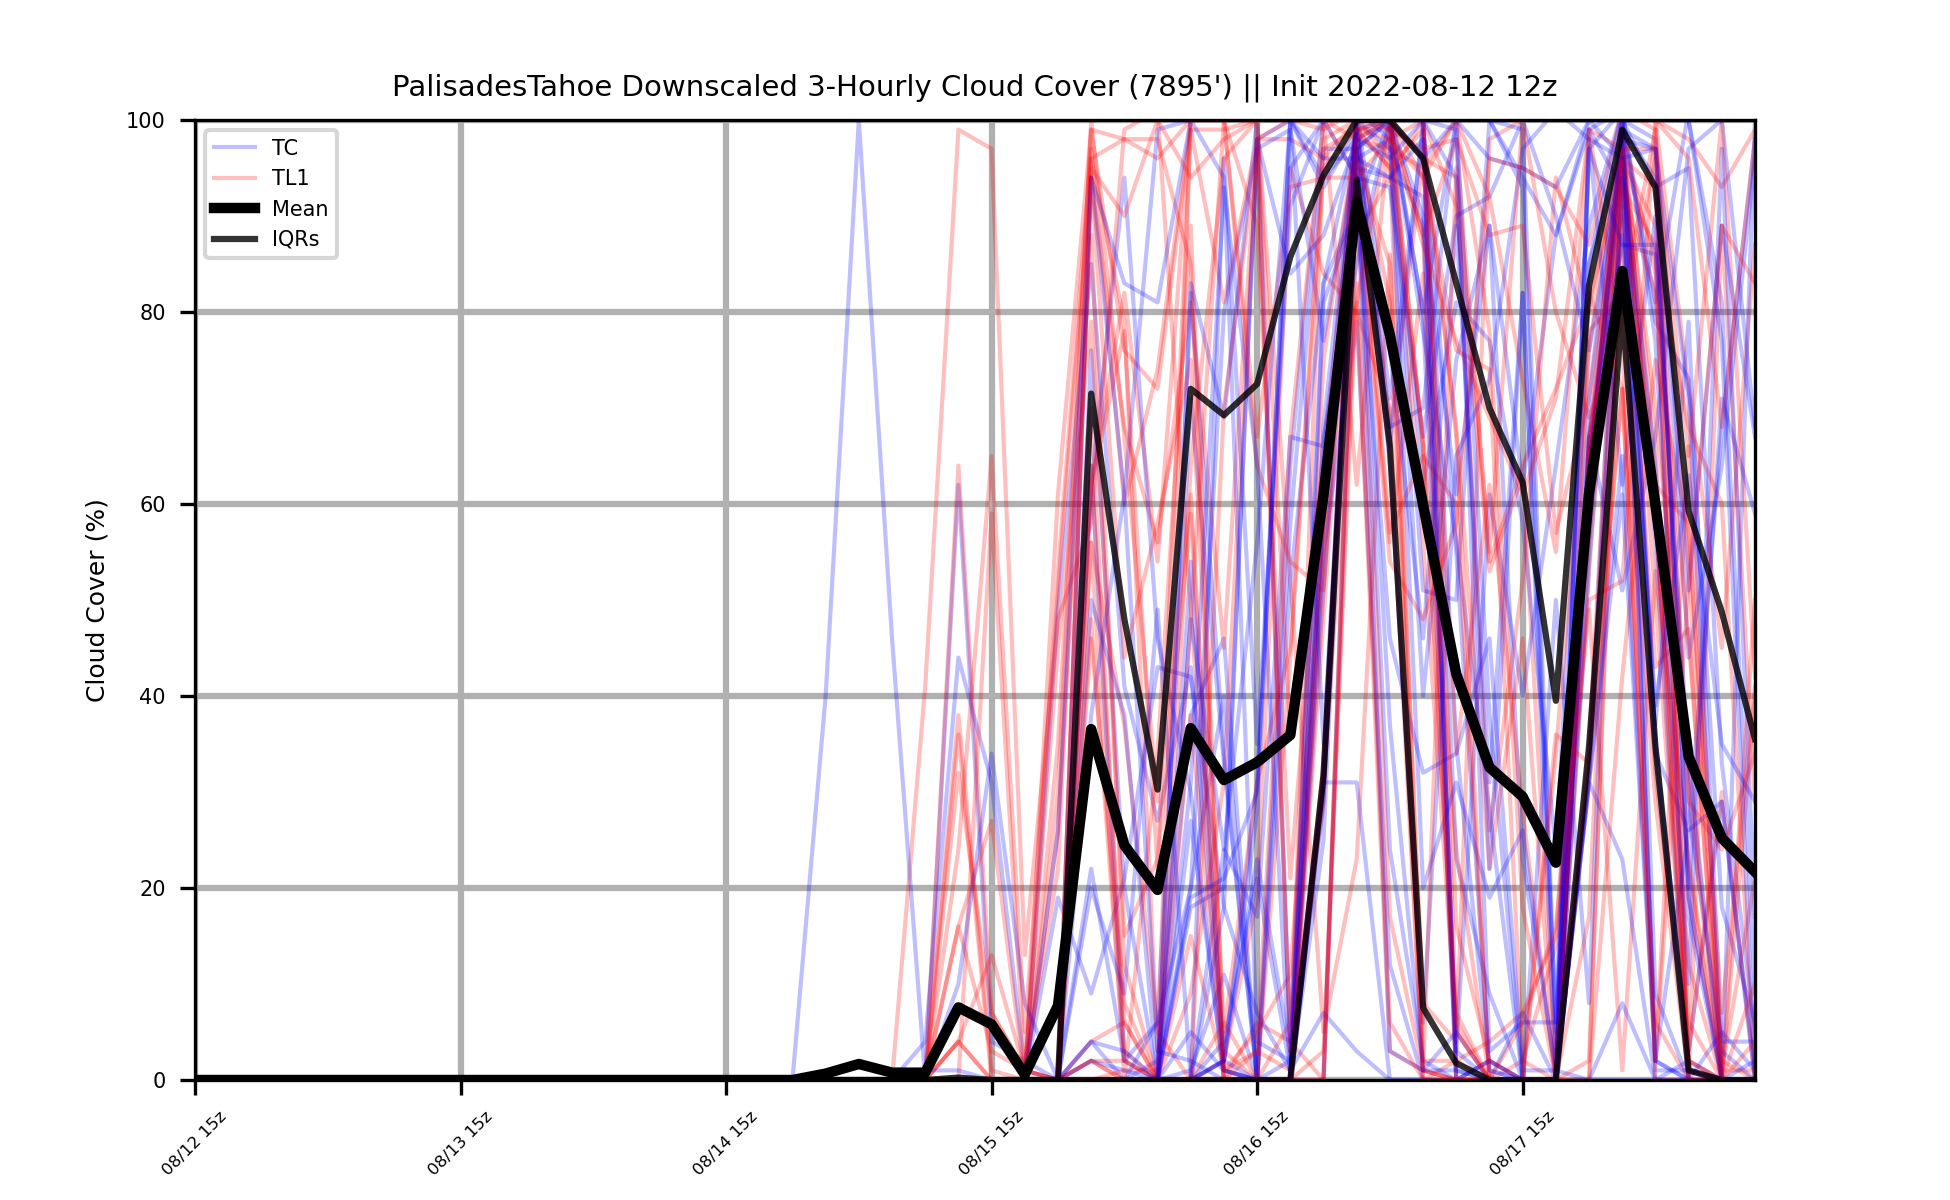 PalisadesTahoe Downscaled 3-Hourly Cloud Cover (7895') || Init 2022-08-12 12z
Cloud Cover (%)
100
80
60
40
20
0
TC
TL1
Mean
IQRs
08/12 15z
08/13 15z
08/14 15z
08/15 15z
08/16 15z
08/17 15z